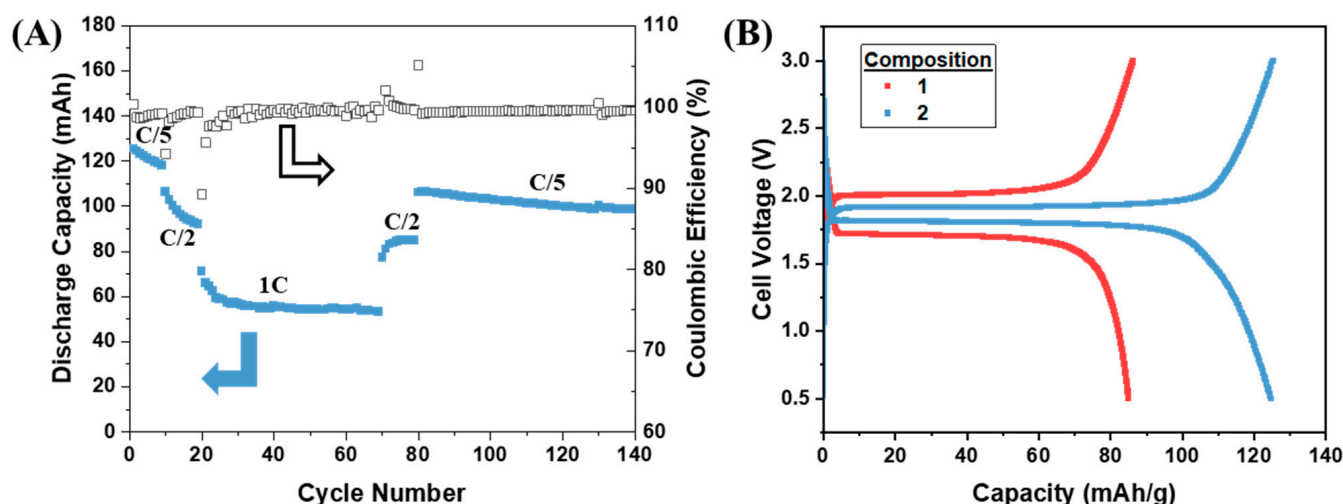 (A)
Discharge Capacity (mAh)
180
160
140
120
100
80
60
40
20
0
C/5
C/2
1C
C/2
C/5
110
100
90
80
70
60
Coulombic Efficiency (%)
0 20 40 60 80 100 120 140
Cycle Number
(B)
Cell Voltage (V)
3.0
2.5
2.0
1.5
1.0
0.5
Composition
1
2
0 20 40 60 80 100 120 140
Capacity (mAh/g)